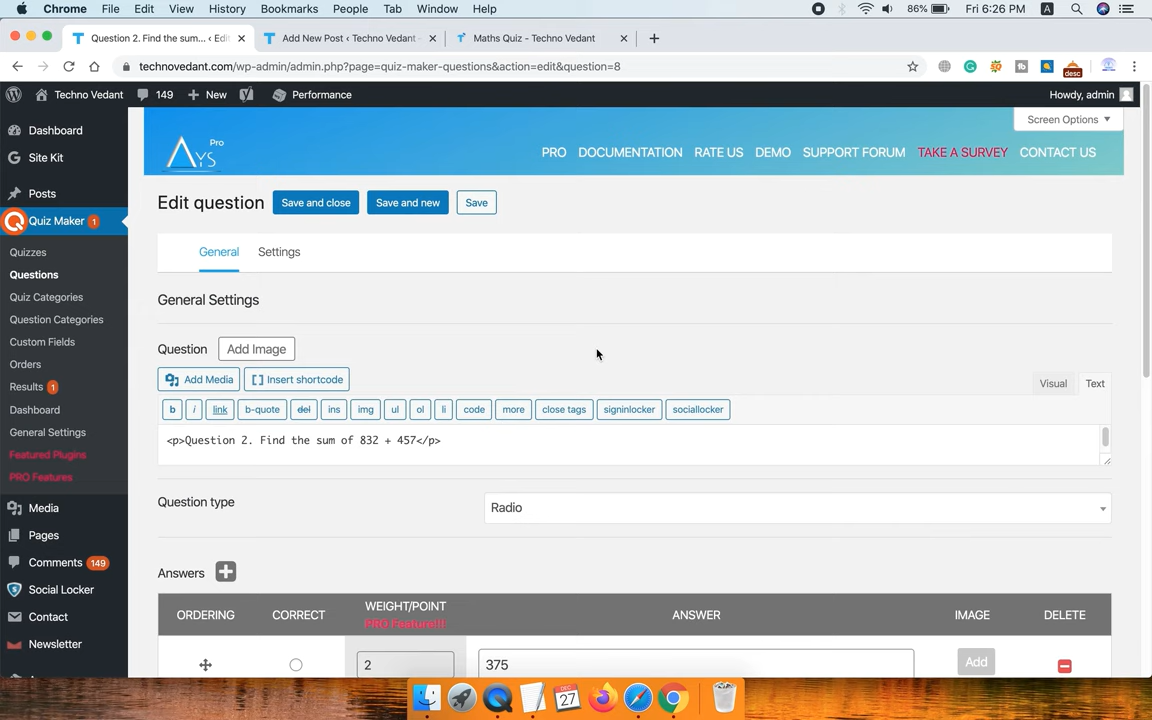 Chrome File Edit View History Bookmarks People Tab Window Help 86% Fri 6:26 PM A
Question 2. Find the sum... ‹ Edi × Add New Post ‹ Techno Vedant × Maths Quiz - Techno Vedant × +
technovedant.com/wp-admin/admin.php?page=quiz-maker-questions&action=edit&question=8 desc
Techno Vedant 149 + New Performance Howdy, admin
Screen Options
AYS Pro
PRO DOCUMENTATION RATE US DEMO SUPPORT FORUM TAKE A SURVEY CONTACT US
Dashboard
Site Kit
Posts
Quiz Maker 1
Quizzes
Questions
Quiz Categories
Question Categories
Custom Fields
Orders
Results 1
Dashboard
General Settings
Featured Plugins
PRO Features
Media
Pages
Comments 149
Social Locker
Contact
Newsletter
Edit question Save and close Save and new Save
General Settings
General Settings
Question Add Image
Add Media [ ] Insert shortcode Visual Text
b i link b-quote del ins img ul ol li code more close tags signinlocker sociallocker
<p>Question 2. Find the sum of 832 + 457</p>
Question type Radio
Answers +
ORDERING CORRECT WEIGHT/POINT ANSWER IMAGE DELETE
PRO Feature!!!
2 375 Add
DEC
27